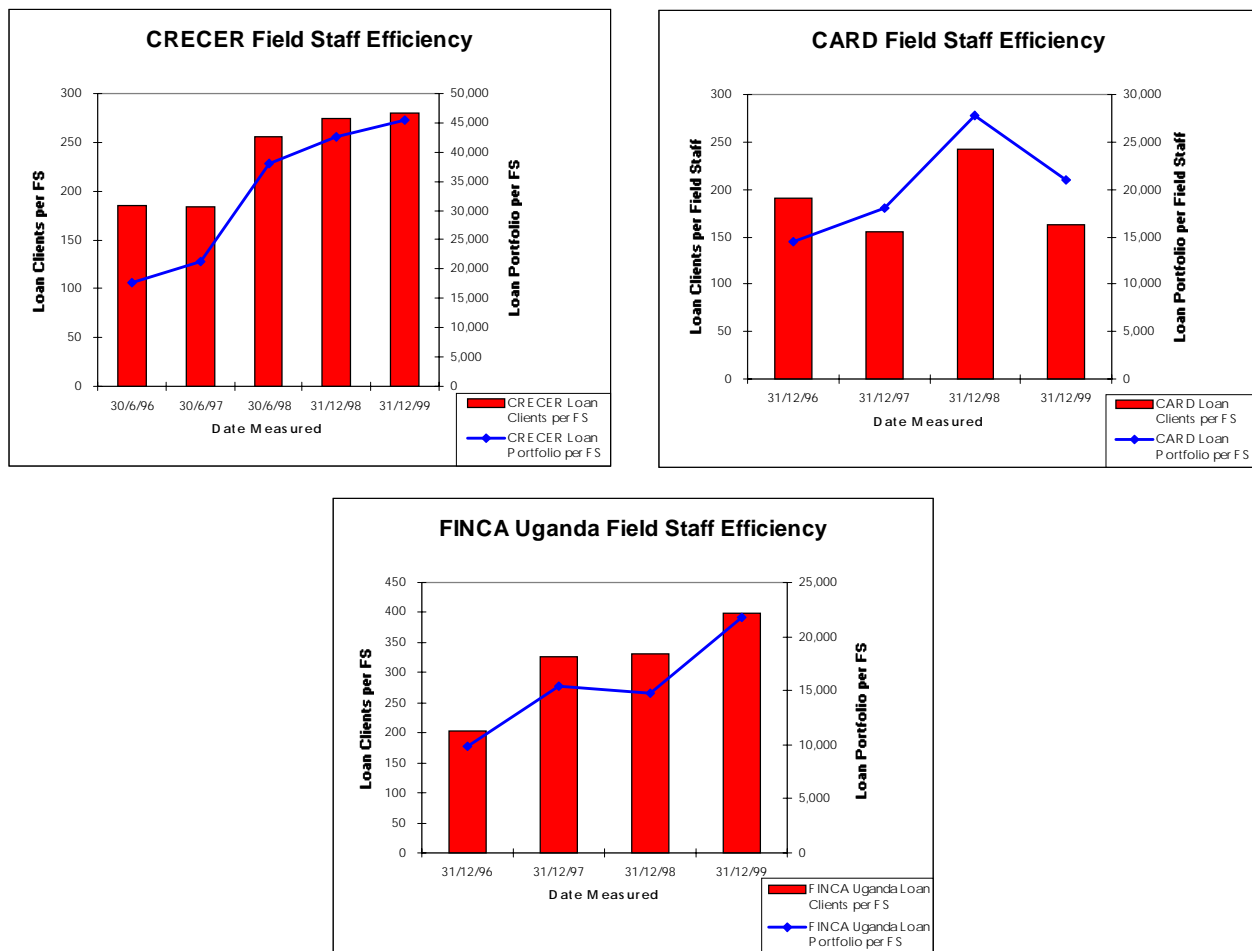 CRECER Field Staff Efficiency
300
250
200
150
100
50
0
Loan Clients per FS
50,000
45,000
40,000
35,000
30,000
25,000
20,000
15,000
10,000
5,000
0
Loan Portfolio per FS
30/6/96 30/6/97 30/6/98 31/12/98 31/12/99
Date Measured
CRECER Loan
Clients per FS
CRECER Loan
Portfolio per FS
CARD Field Staff Efficiency
300
250
200
150
100
50
0
Loan Clients per Field Staff
30,000
25,000
20,000
15,000
10,000
5,000
0
Loan Portfolio per Field Staff
31/12/96 31/12/97 31/12/98 31/12/99
Date Measured
CARD Loan
Clients per FS
CARD Loan
Portfolio per FS
FINCA Uganda Field Staff Efficiency
450
400
350
300
250
200
150
100
50
0
Loan Clients per FS
25,000
20,000
15,000
10,000
5,000
0
Loan Portfolio per FS
31/12/96 31/12/97 31/12/98 31/12/99
Date Measured
FINCA Uganda Loan
Clients per FS
FINCA Uganda Loan
Portfolio per FS